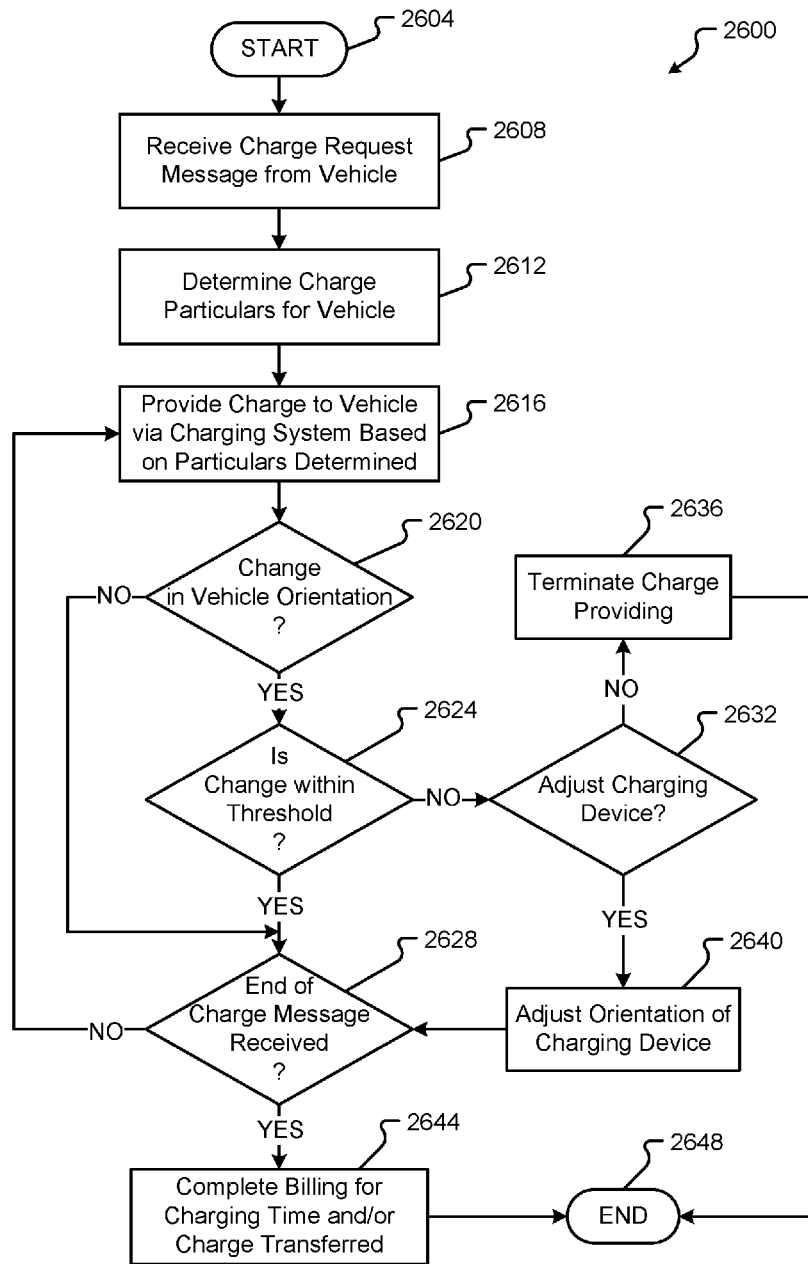 START
2604
2600
Receive Charge Request
Message from Vehicle
2608
Determine Charge
Particulars for Vehicle
2612
Provide Charge to Vehicle
via Charging System Based
on Particulars Determined
2616
Change
in Vehicle Orientation
?
2620
NO
YES
Terminate Charge
Providing
2636
NO
Is
Change within
Threshold
?
2624
NO
YES
Adjust Charging
Device?
2632
YES
End of
Charge Message
Received
?
2628
NO
YES
Adjust Orientation of
Charging Device
2640
Complete Billing for
Charging Time and/or
Charge Transferred
2644
END
2648